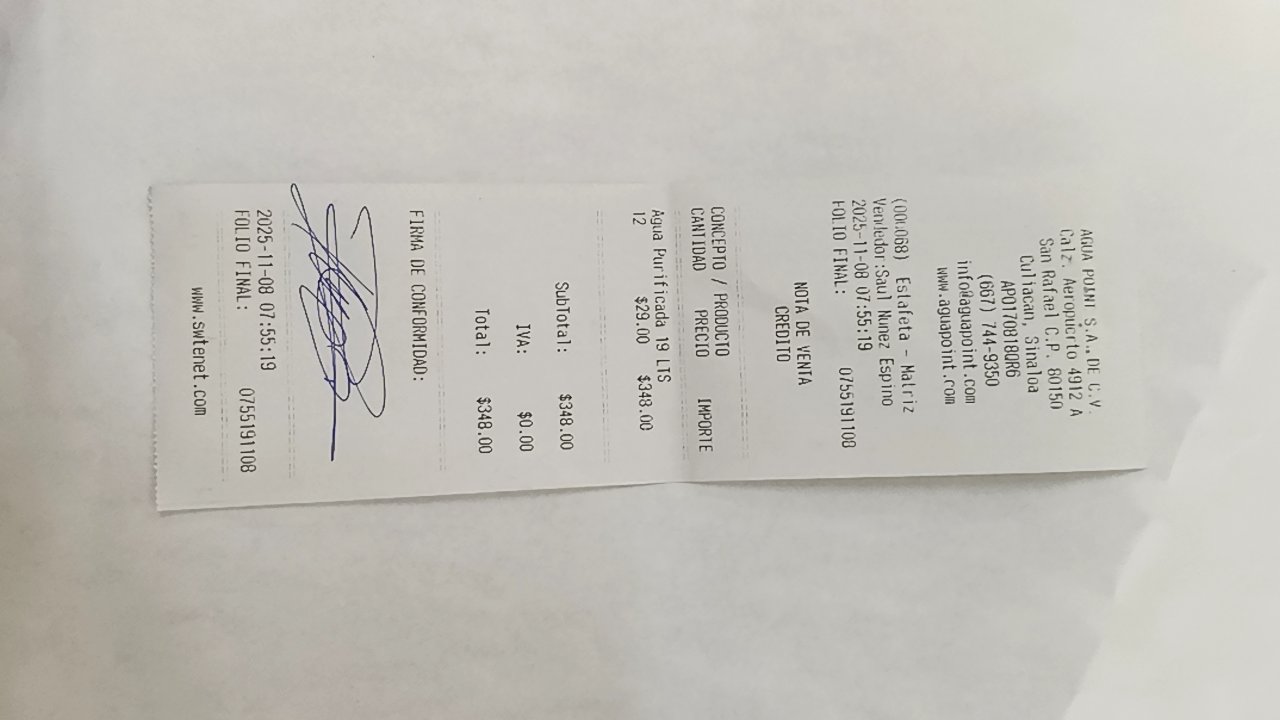 AGUA POINT S.A. DE C.V.
Calz. Aeropuerto 4912 A
San Rafael C.P. 80150
Culiacan, Sinaloa
APO170818QR6
(667) 744-9350
info@aguapoint.com
www.aguapoint.com
(000068) Estafeta - Matriz
Vendedor:Saul Nunez Espino
2025-11-08 07:55:19
FOLIO FINAL: 0755191108
NOTA DE VENTA
CREDITO
CONCEPTO / PRODUCTO
CANTIDAD PRECIO IMPORTE
Agua Purificada 19 LTS
12 $29.00 $348.00
SubTotal: $348.00
IVA: $0.00
Total: $348.00
FIRMA DE CONFORMIDAD:
2025-11-08 07:55:19
FOLIO FINAL: 0755191108
www.swtenet.com